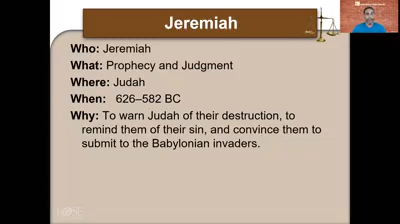 Jeremiah
Who: Jeremiah
What: Prophecy and Judgment
Where: Judah
When: 626–582 BC
Why: To warn Judah of their destruction, to
remind them of their sin, and convince them to
submit to the Babylonian invaders.